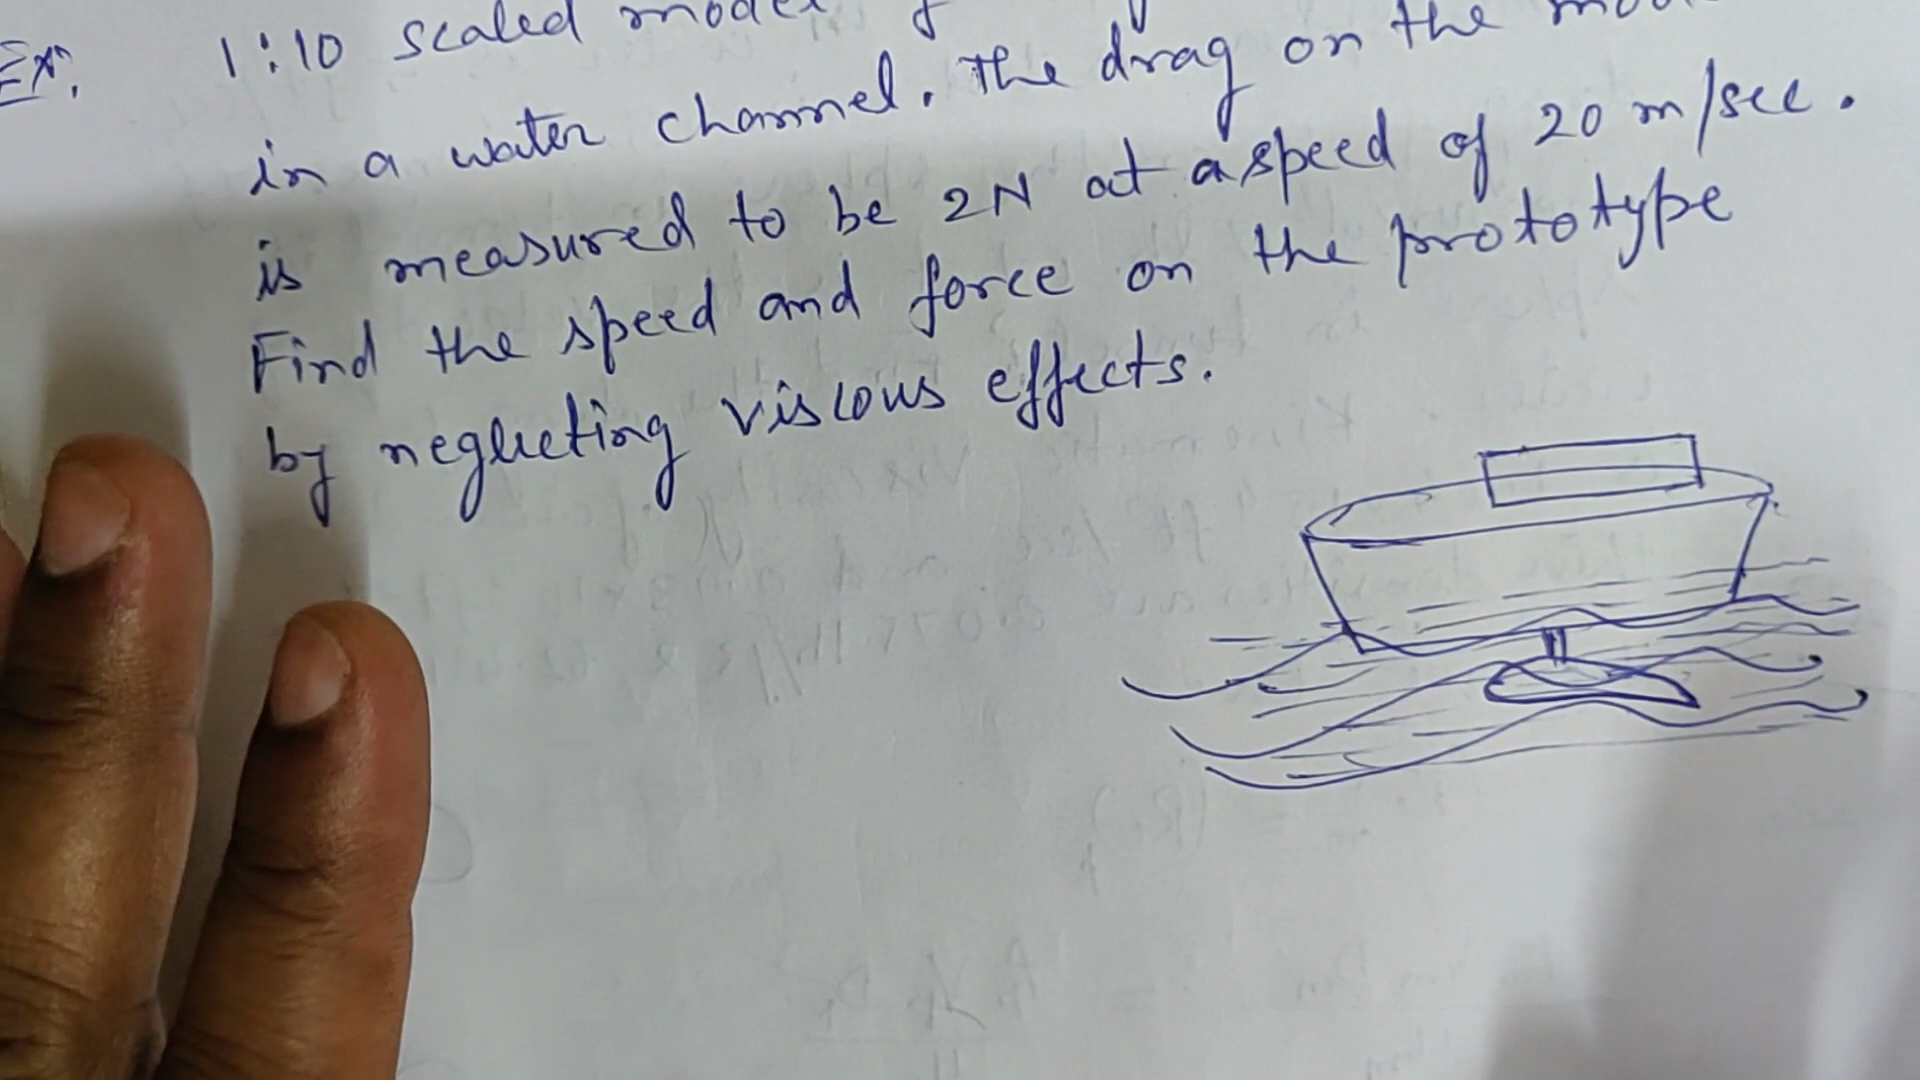 Ex. 1:10 scaled model
in a water channel. The drag on the
is measured to be 2N at a speed of 20 m/sec.
Find the speed and force on the prototype
by neglecting viscous effects.